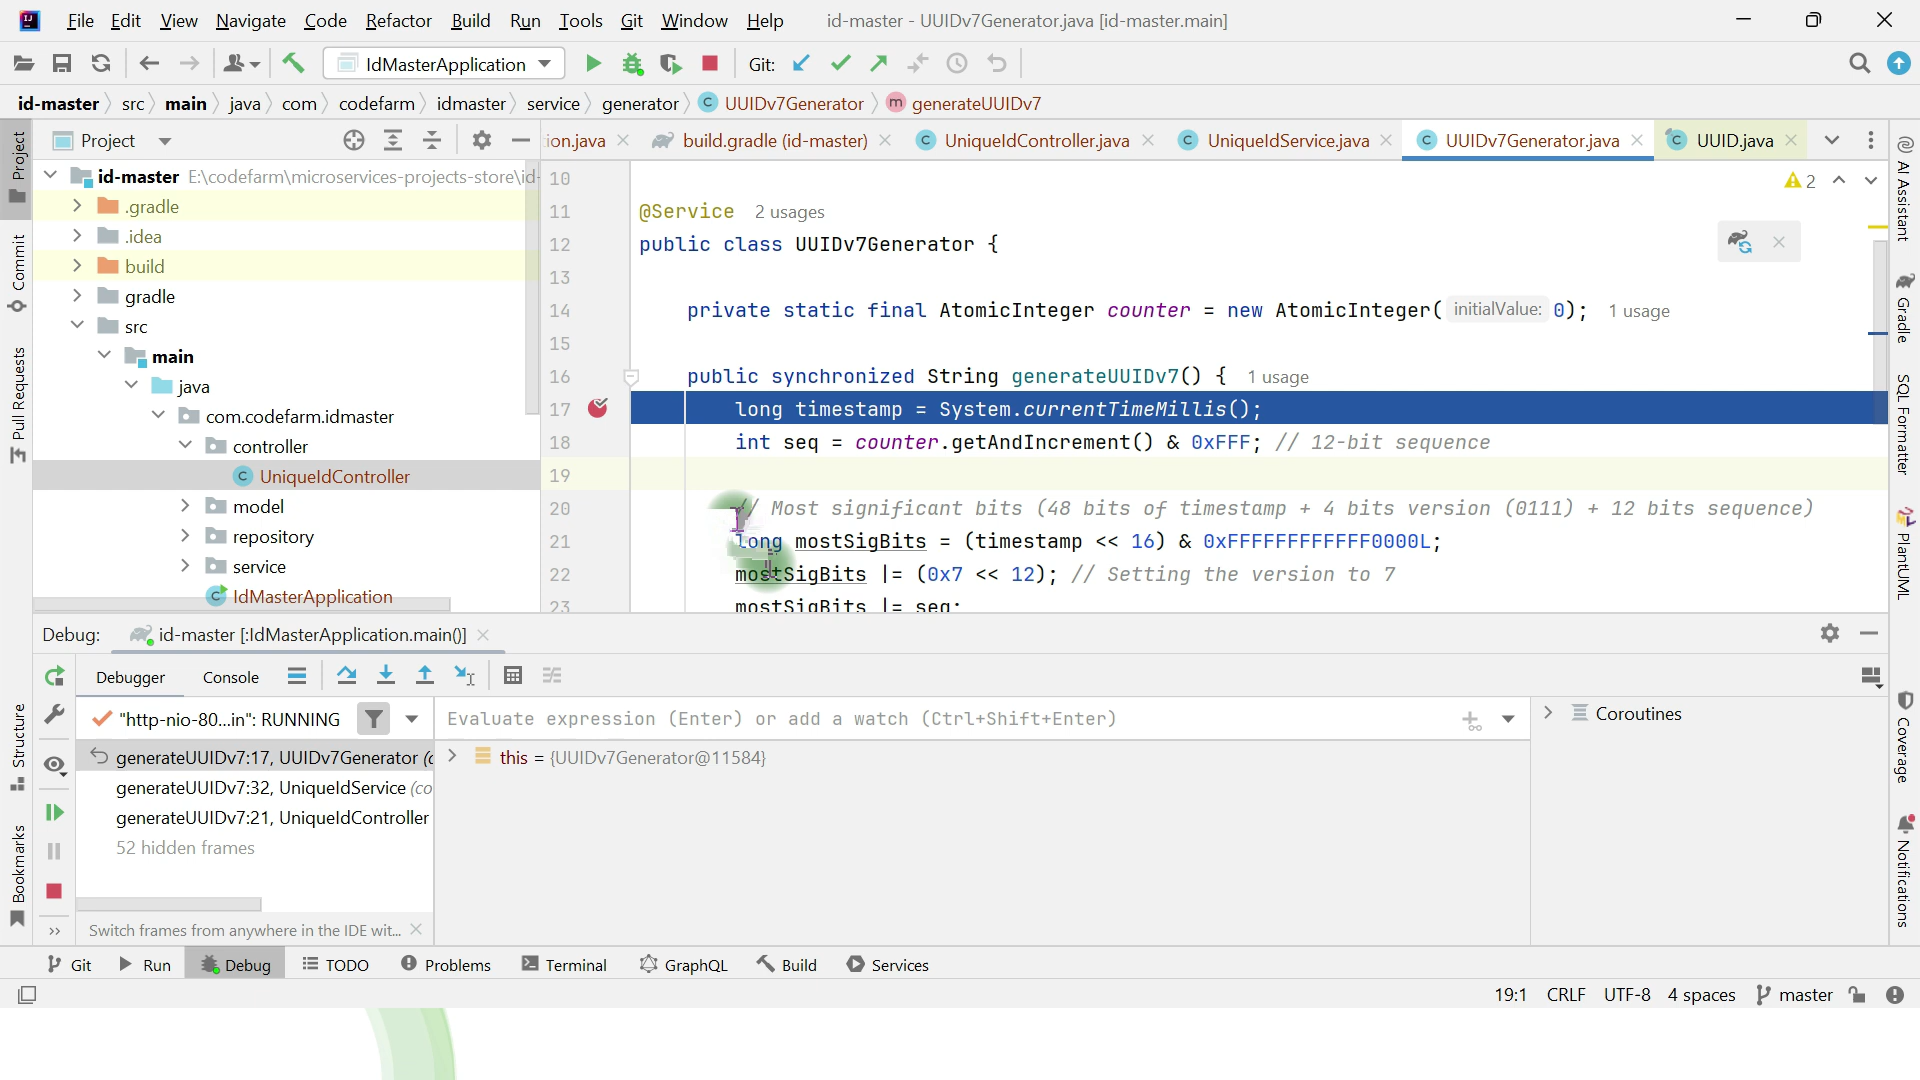 File Edit View Navigate Code Refactor Build Run Tools Git Window Help id-master - UUIDv7Generator.java [id-master.main]
IdMasterApplication Git:
id-master src main java com codefarm idmaster service generator UUIDv7Generator generateUUIDv7
Project
ion.java build.gradle (id-master) UniqueIdController.java UniqueIdService.java UUIDv7Generator.java UUID.java
id-master E:\codefarm\microservices-projects-store\id-
.gradle
.idea
build
gradle
src
main
java
com.codefarm.idmaster
controller
UniqueIdController
model
repository
service
IdMasterApplication
2
10
11 @Service 2 usages
12 public class UUIDv7Generator {
13
14 private static final AtomicInteger counter = new AtomicInteger( initialValue: 0); 1 usage
15
16 public synchronized String generateUUIDv7() { 1 usage
17 long timestamp = System.currentTimeMillis();
18 int seq = counter.getAndIncrement() & 0xFFF; // 12-bit sequence
19
20 // Most significant bits (48 bits of timestamp + 4 bits version (0111) + 12 bits sequence)
21 long mostSigBits = (timestamp << 16) & 0xFFFFFFFFFFFF0000L;
22 mostSigBits |= (0x7 << 12); // Setting the version to 7
23 mostSigBits |= seq;
Project
Commit
Pull Requests
Structure
Bookmarks
AI Assistant
Gradle
SQL Formatter
PlantUML
Coverage
Notifications
Debug: id-master [:IdMasterApplication.main()]
Debugger Console
"http-nio-80...in": RUNNING
Evaluate expression (Enter) or add a watch (Ctrl+Shift+Enter)
Coroutines
generateUUIDv7:17, UUIDv7Generator (c
generateUUIDv7:32, UniqueIdService (co
generateUUIDv7:21, UniqueIdController
52 hidden frames
this = {UUIDv7Generator@11584}
Switch frames from anywhere in the IDE wit...
Git Run Debug TODO Problems Terminal GraphQL Build Services
19:1 CRLF UTF-8 4 spaces master